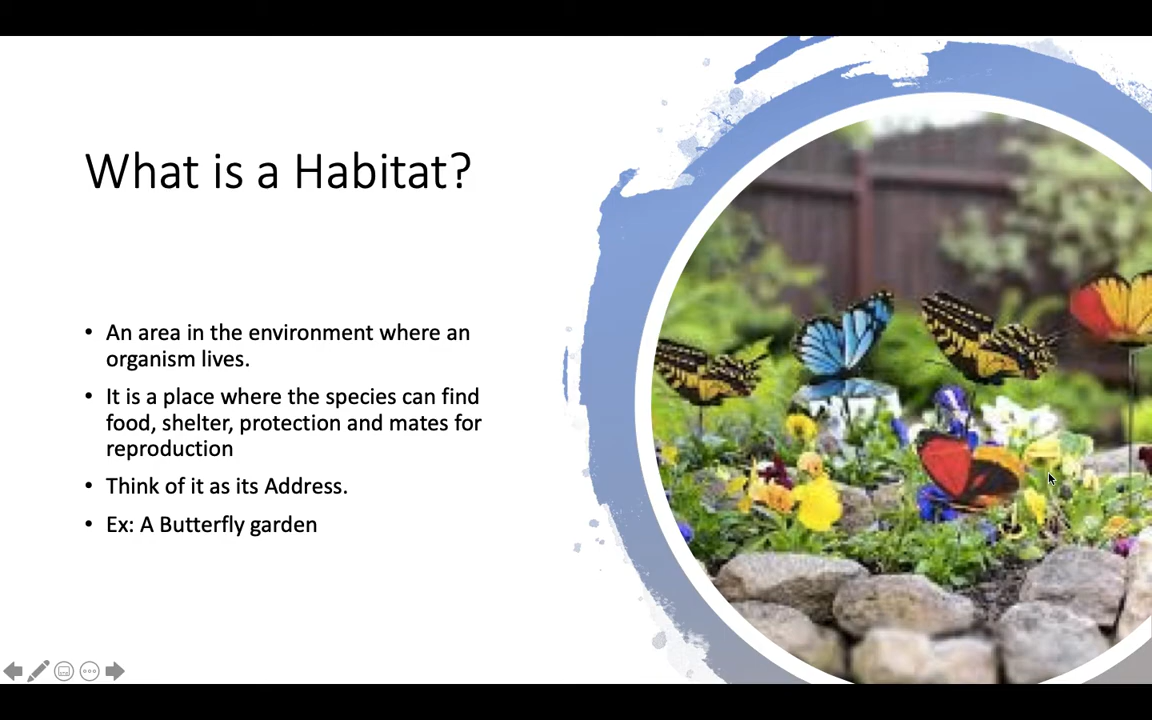 What is a Habitat?
• An area in the environment where an
organism lives.
• It is a place where the species can find
food, shelter, protection and mates for
reproduction
• Think of it as its Address.
• Ex: A Butterfly garden